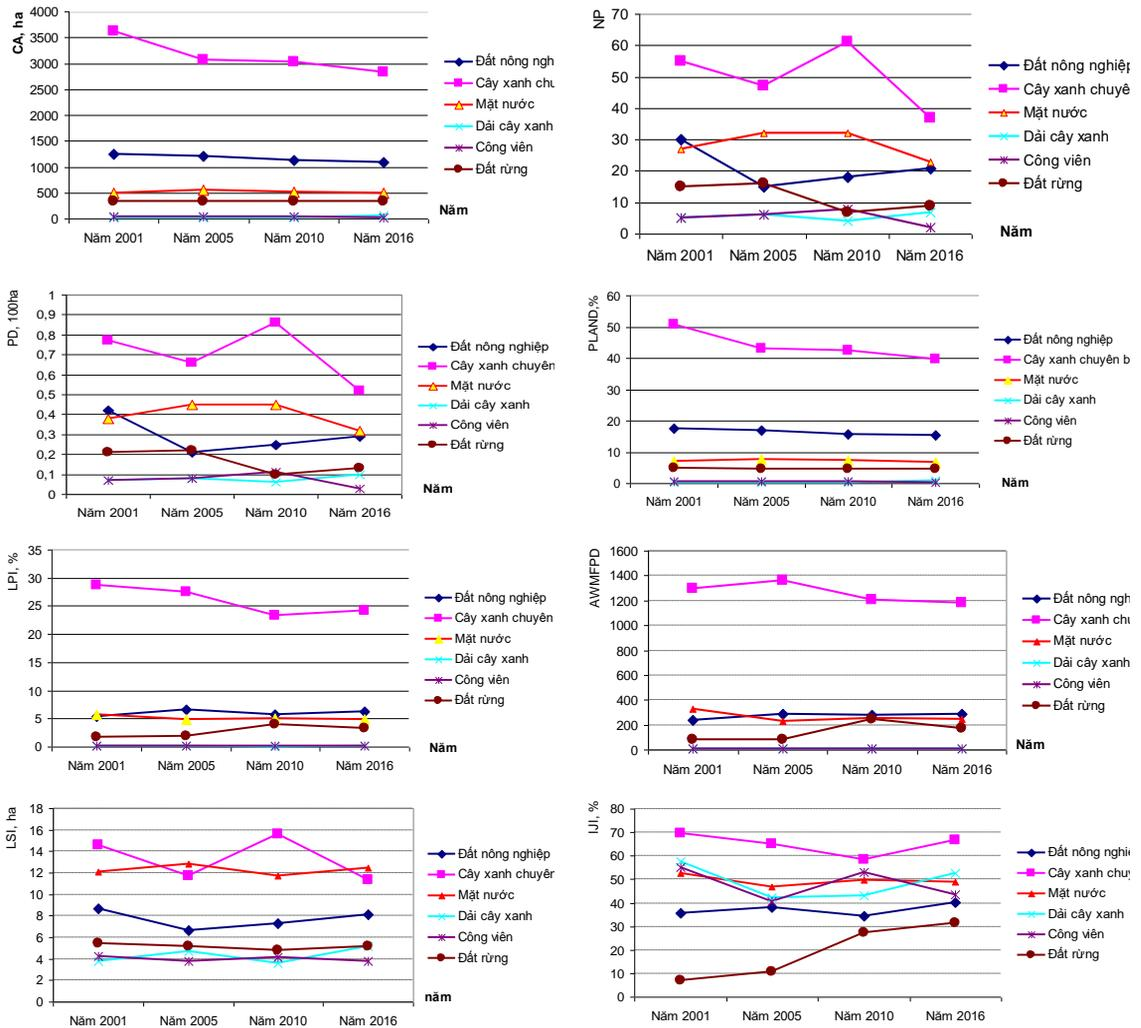 CA, ha
4000
3500
3000
2500
2000
1500
1000
500
0
Năm 2001 Năm 2005 Năm 2010 Năm 2016
Năm
Đất nông ngh
Cây xanh chu
Mặt nước
Dải cây xanh
Công viên
Đất rừng
NP
70
60
50
40
30
20
10
0
Năm 2001 Năm 2005 Năm 2010 Năm 2016
Năm
Đất nông nghiệp
Cây xanh chuyê
Mặt nước
Dải cây xanh
Công viên
Đất rừng
PD, 100ha
1
0,9
0,8
0,7
0,6
0,5
0,4
0,3
0,2
0,1
0
Năm 2001 Năm 2005 Năm 2010 Năm 2016
Năm
Đất nông nghiệp
Cây xanh chuyên
Mặt nước
Dải cây xanh
Công viên
Đất rừng
PLAND,%
60
50
40
30
20
10
0
Năm 2001 Năm 2005 Năm 2010 Năm 2016
Năm
Đất nông nghiệp
Cây xanh chuyên b
Mặt nước
Dải cây xanh
Công viên
Đất rừng
LPI, %
35
30
25
20
15
10
5
0
Năm 2001 Năm 2005 Năm 2010 Năm 2016
Năm
Đất nông nghiệp
Cây xanh chuyên
Mặt nước
Dải cây xanh
Công viên
Đất rừng
AWMFPD
1600
1400
1200
1000
800
600
400
200
0
Năm 2001 Năm 2005 Năm 2010 Năm 2016
Năm
Đất nông ngh
Cây xanh chu
Mặt nước
Dải cây xanh
Công viên
Đất rừng
LSI, ha
18
16
14
12
10
8
6
4
2
0
Năm 2001 Năm 2005 Năm 2010 Năm 2016
năm
Đất nông nghiệp
Cây xanh chuyên
Mặt nước
Dải cây xanh
Công viên
Đất rừng
IJI, %
80
70
60
50
40
30
20
10
0
Năm 2001 Năm 2005 Năm 2010 Năm 2016
Đất nông nghiệ
Cây xanh chuy
Mặt nước
Dải cây xanh
Công viên
Đất rừng